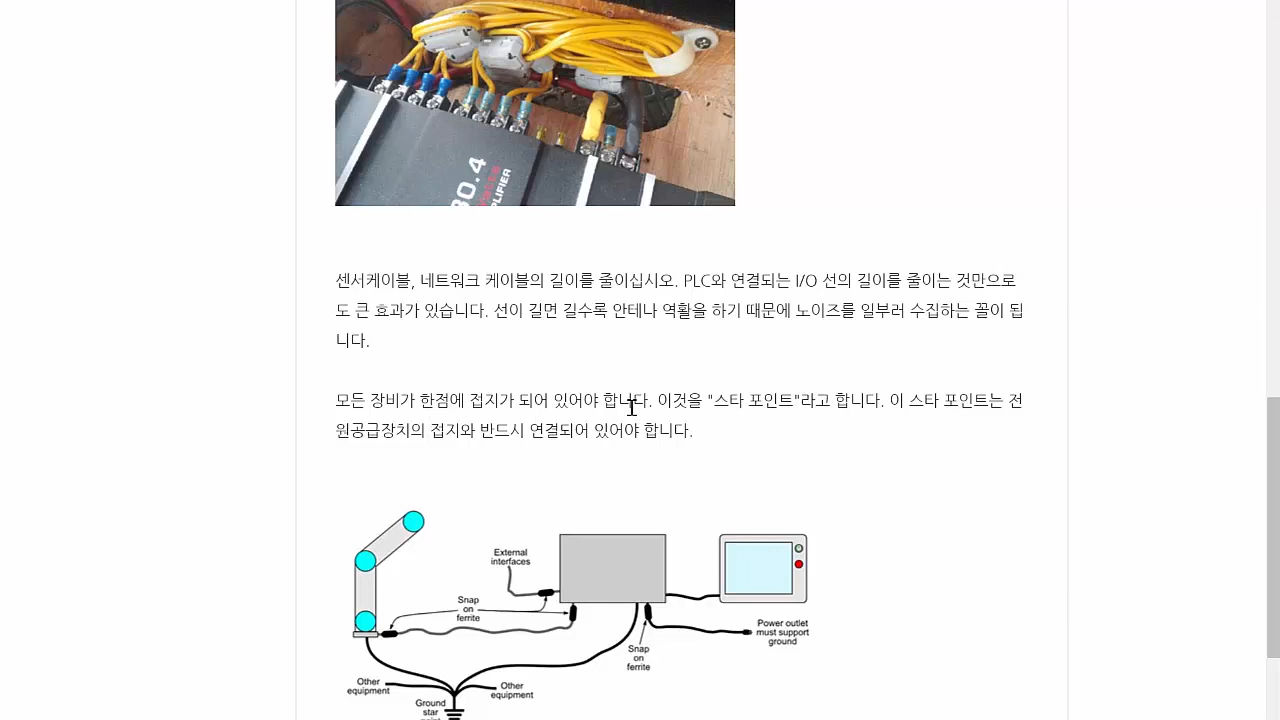 80.4
센서케이블, 네트워크 케이블의 길이를 줄이십시오. PLC와 연결되는 I/O 선의 길이를 줄이는 것만으로
도 큰 효과가 있습니다. 선이 길면 길수록 안테나 역활을 하기 때문에 노이즈를 일부러 수집하는 꼴이 됩
니다.
모든 장비가 한점에 접지가 되어 있어야 합니다. 이것을 "스타 포인트"라고 합니다. 이 스타 포인트는 전
원공급장치의 접지와 반드시 연결되어 있어야 합니다.
External
interfaces
Snap
on
ferrite
Power outlet
must support
ground
Snap
on
ferrite
Other
equipment
Other
equipment
Ground
star